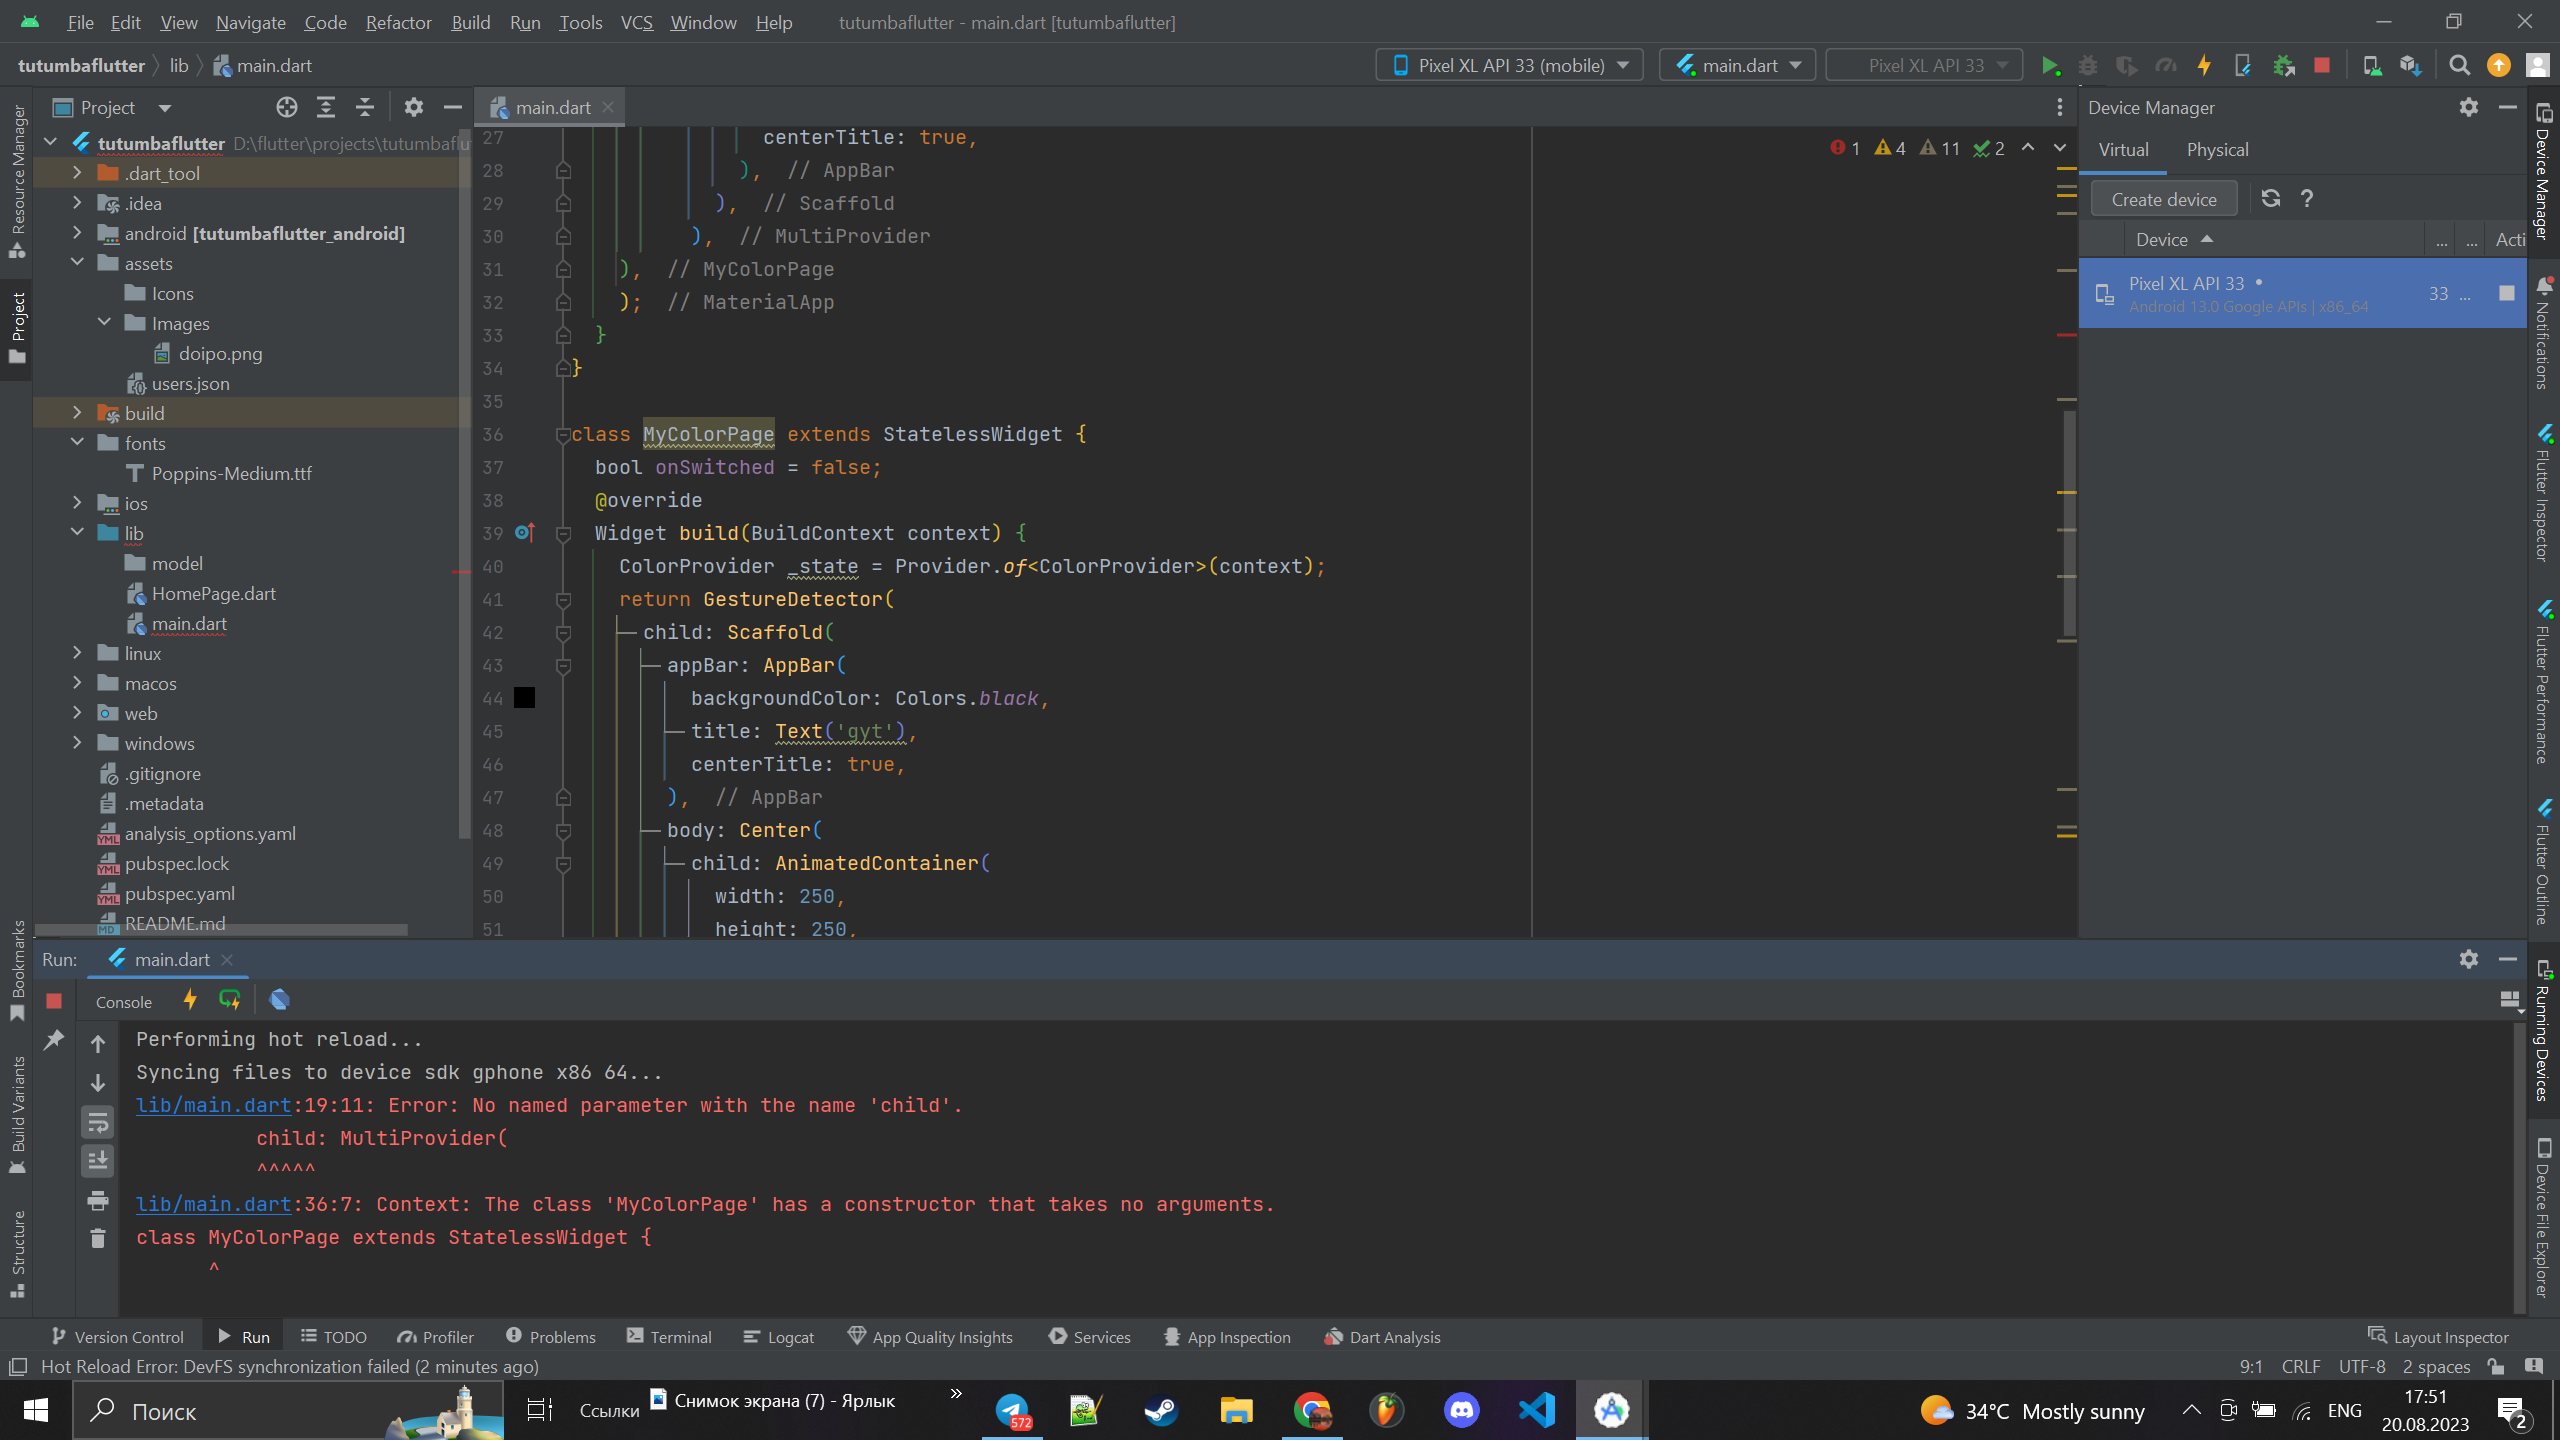 File Edit View Navigate Code Refactor Build Run Tools VCS Window Help tutumbaflutter - main.dart [tutumbaflutter]
tutumbaflutter lib main.dart Pixel XL API 33 (mobile) main.dart Pixel XL API 33
Resource Manager
Project
Bookmarks
Build Variants
Structure
Project
tutumbaflutter D:\flutter\projects\tutumbaflu
.dart_tool
.idea
android [tutumbaflutter_android]
assets
Icons
Images
doipo.png
users.json
build
fonts
Poppins-Medium.ttf
ios
lib
model
HomePage.dart
main.dart
linux
macos
web
windows
.gitignore
.metadata
analysis_options.yaml
pubspec.lock
pubspec.yaml
README.md
main.dart
1 4 11 2
27 centerTitle: true,
28 ), // AppBar
29 ), // Scaffold
30 ), // MultiProvider
31 ), // MyColorPage
32 ); // MaterialApp
33 }
34 }
35
36 class MyColorPage extends StatelessWidget {
37 bool onSwitched = false;
38 @override
39 Widget build(BuildContext context) {
40 ColorProvider _state = Provider.of<ColorProvider>(context);
41 return GestureDetector(
42 child: Scaffold(
43 appBar: AppBar(
44 backgroundColor: Colors.black,
45 title: Text('gyt'),
46 centerTitle: true,
47 ), // AppBar
48 body: Center(
49 child: AnimatedContainer(
50 width: 250,
51 height: 250,
Device Manager
Virtual Physical
Create device ?
Device ... ... Acti
Pixel XL API 33 33 ...
Android 13.0 Google APIs | x86_64
Device Manager
Notifications
Flutter Inspector
Flutter Performance
Flutter Outline
Running Devices
Device File Explorer
Run: main.dart
Console
Performing hot reload...
Syncing files to device sdk gphone x86 64...
lib/main.dart:19:11: Error: No named parameter with the name 'child'.
child: MultiProvider(
^^^^^
lib/main.dart:36:7: Context: The class 'MyColorPage' has a constructor that takes no arguments.
class MyColorPage extends StatelessWidget {
^
Version Control Run TODO Profiler Problems Terminal Logcat App Quality Insights Services App Inspection Dart Analysis Layout Inspector
Hot Reload Error: DevFS synchronization failed (2 minutes ago) 9:1 CRLF UTF-8 2 spaces
Поиск Ссылки Снимок экрана (7) - Ярлык » 572 34°C Mostly sunny ENG 17:51
20.08.2023 2